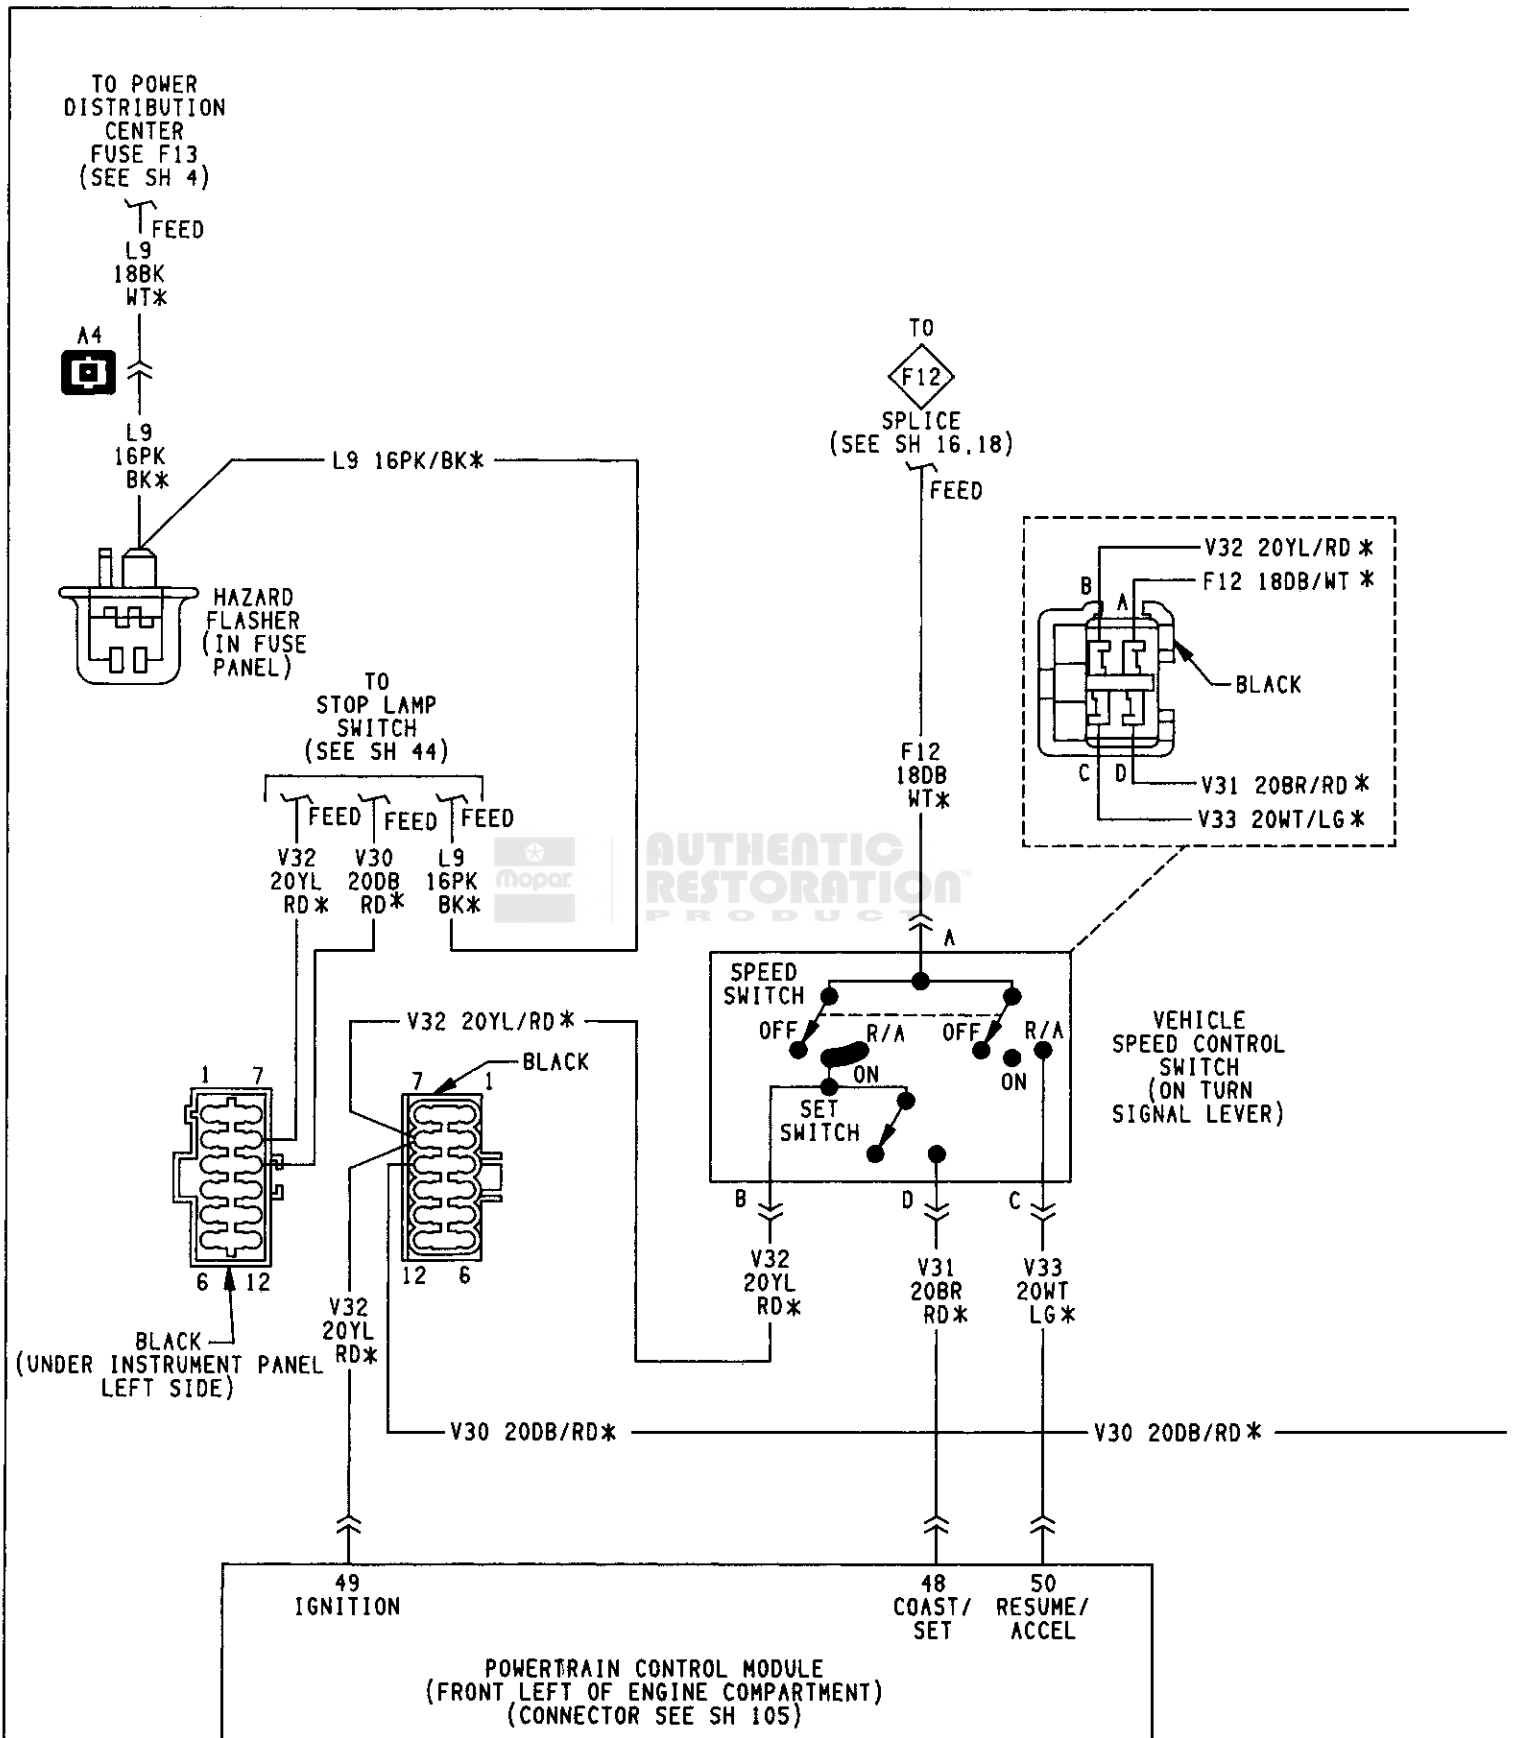 TO POWER
DISTRIBUTION
CENTER
FUSE F13
(SEE SH 4)
FEED
L9
18BK
WT*
A4
L9
16PK
BK*
L9 16PK/BK*
HAZARD
FLASHER
(IN FUSE
PANEL)
TO
STOP LAMP
SWITCH
(SEE SH 44)
FEED
FEED
FEED
V32
20YL
RD*
V30
20DB
RD*
L9
16PK
BK*
TO
F12
SPLICE
(SEE SH 16,18)
FEED
F12
18DB
WT*
V32 20YL/RD*
F12 18DB/WT*
B
A
BLACK
C
D
V31 20BR/RD*
V33 20WT/LG*
Mopar
AUTHENTIC
RESTORATION™
PRODUCT
A
SPEED
SWITCH
OFF
R/A
ON
OFF
R/A
ON
SET
SWITCH
VEHICLE
SPEED CONTROL
SWITCH
(ON TURN
SIGNAL LEVER)
V32 20YL/RD*
BLACK
1
7
7
1
6
12
12
6
BLACK
(UNDER INSTRUMENT PANEL
LEFT SIDE)
V32
20YL
RD*
B
D
C
V32
20YL
RD*
V31
20BR
RD*
V33
20WT
LG*
V30 20DB/RD*
V30 20DB/RD*
49
IGNITION
48
COAST/
SET
50
RESUME/
ACCEL
POWERTRAIN CONTROL MODULE
(FRONT LEFT OF ENGINE COMPARTMENT)
(CONNECTOR SEE SH 105)